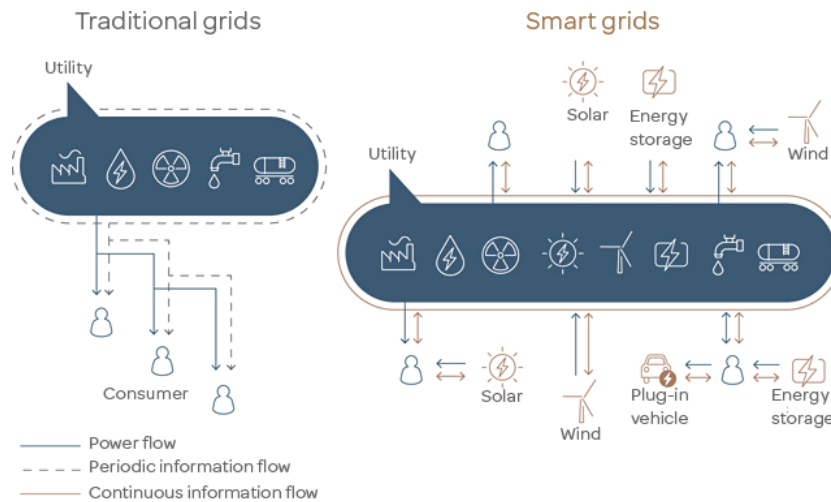 Traditional grids
Smart grids
Utility
Solar
Energy
storage
Wind
Utility
Consumer
Solar
Wind
Plug-in
vehicle
Energy
storage
Power flow
Periodic information flow
Continuous information flow